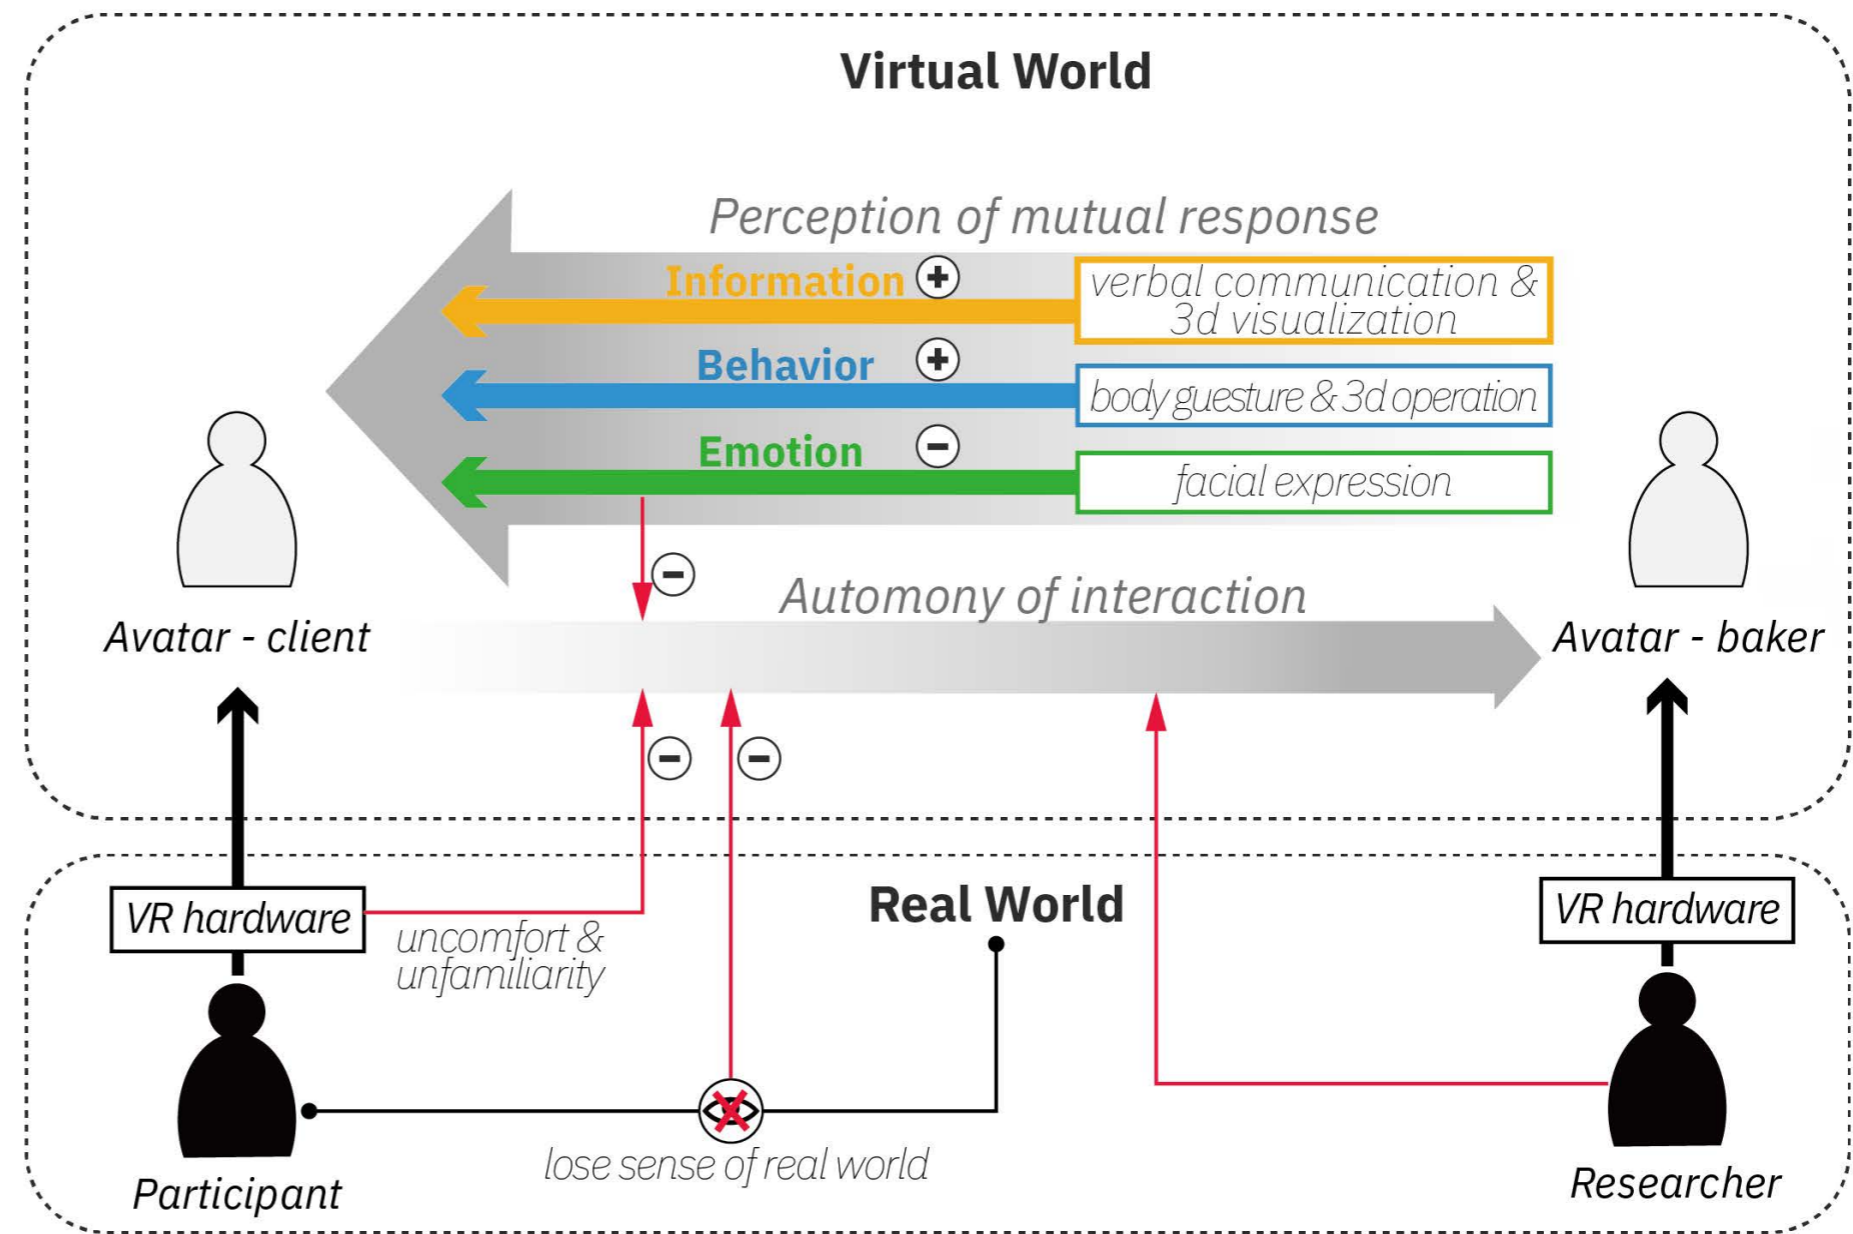 Virtual World
Perception of mutual response
Information +
verbal communication &
3d visualization
Behavior +
body guesture & 3d operation
Emotion −
facial expression
−
Automony of interaction
Avatar - client
Avatar - baker
− −
Real World
VR hardware
VR hardware
uncomfort &
unfamiliarity
lose sense of real world
Participant
Researcher